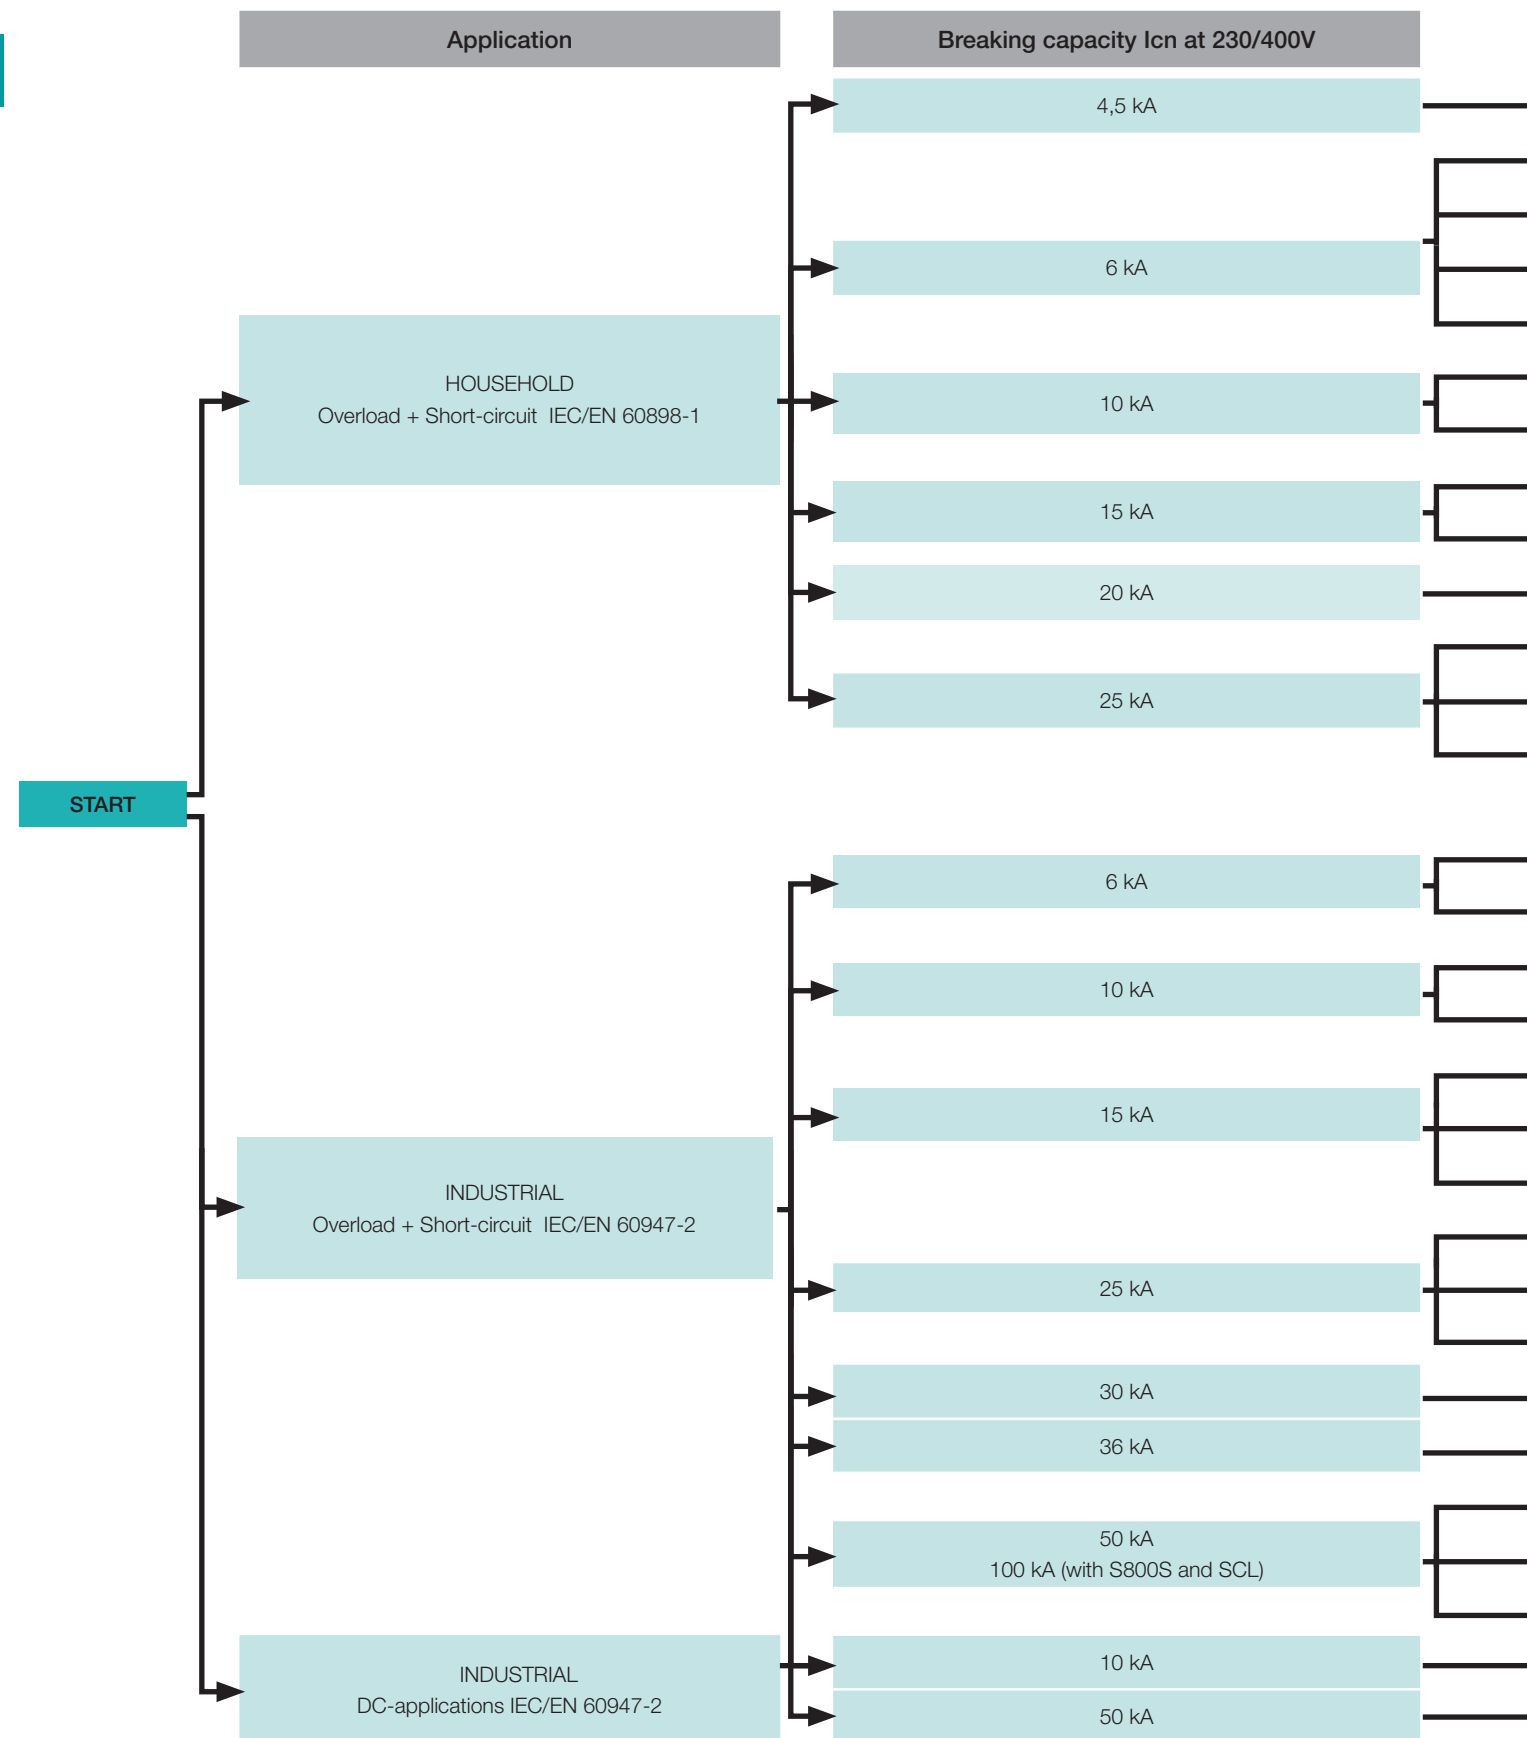 Application
Breaking capacity Icn at 230/400V
4,5 kA
6 kA
HOUSEHOLD
Overload + Short-circuit  IEC/EN 60898-1
10 kA
15 kA
20 kA
25 kA
START
6 kA
10 kA
15 kA
INDUSTRIAL
Overload + Short-circuit  IEC/EN 60947-2
25 kA
30 kA
36 kA
50 kA
100 kA (with S800S and SCL)
INDUSTRIAL
DC-applications IEC/EN 60947-2
10 kA
50 kA